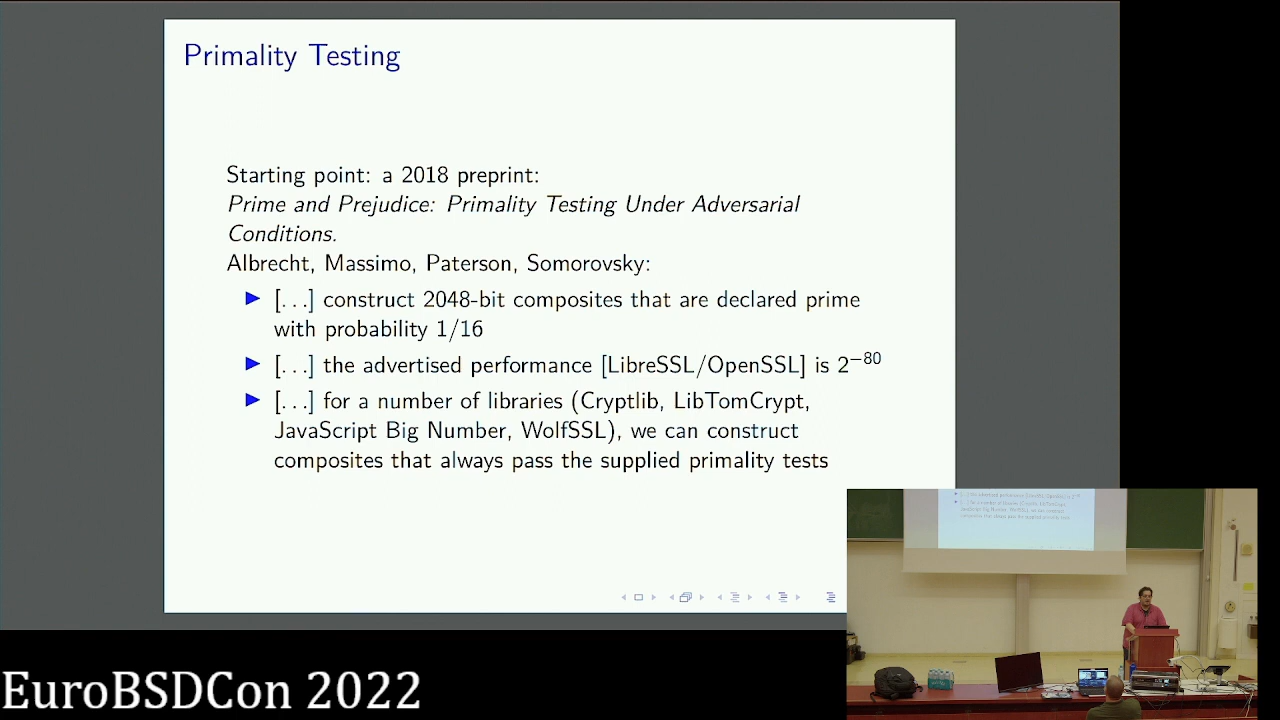 Primality Testing
Starting point: a 2018 preprint:
Prime and Prejudice: Primality Testing Under Adversarial
Conditions.
Albrecht, Massimo, Paterson, Somorovsky:
▶ [...] construct 2048-bit composites that are declared prime
with probability 1/16
▶ [...] the advertised performance [LibreSSL/OpenSSL] is 2⁻⁸⁰
▶ [...] for a number of libraries (Cryptlib, LibTomCrypt,
JavaScript Big Number, WolfSSL), we can construct
composites that always pass the supplied primality tests
EuroBSDCon 2022